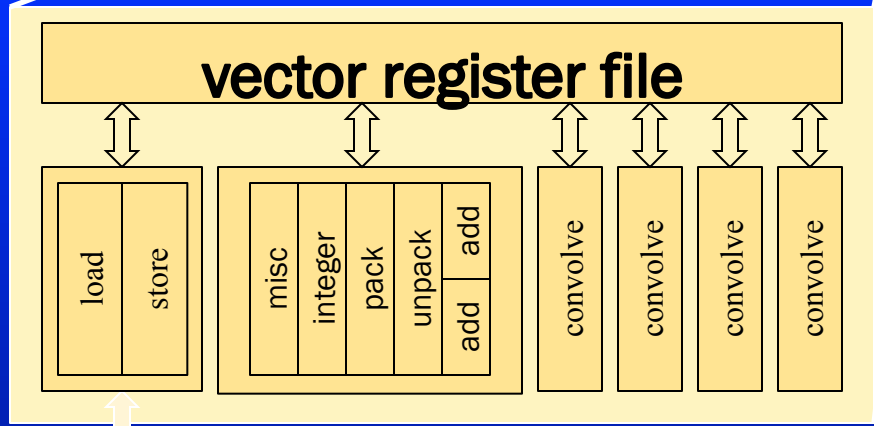 vector register file
load
store
misc
integer
pack
unpack
add
add
convolve
convolve
convolve
convolve